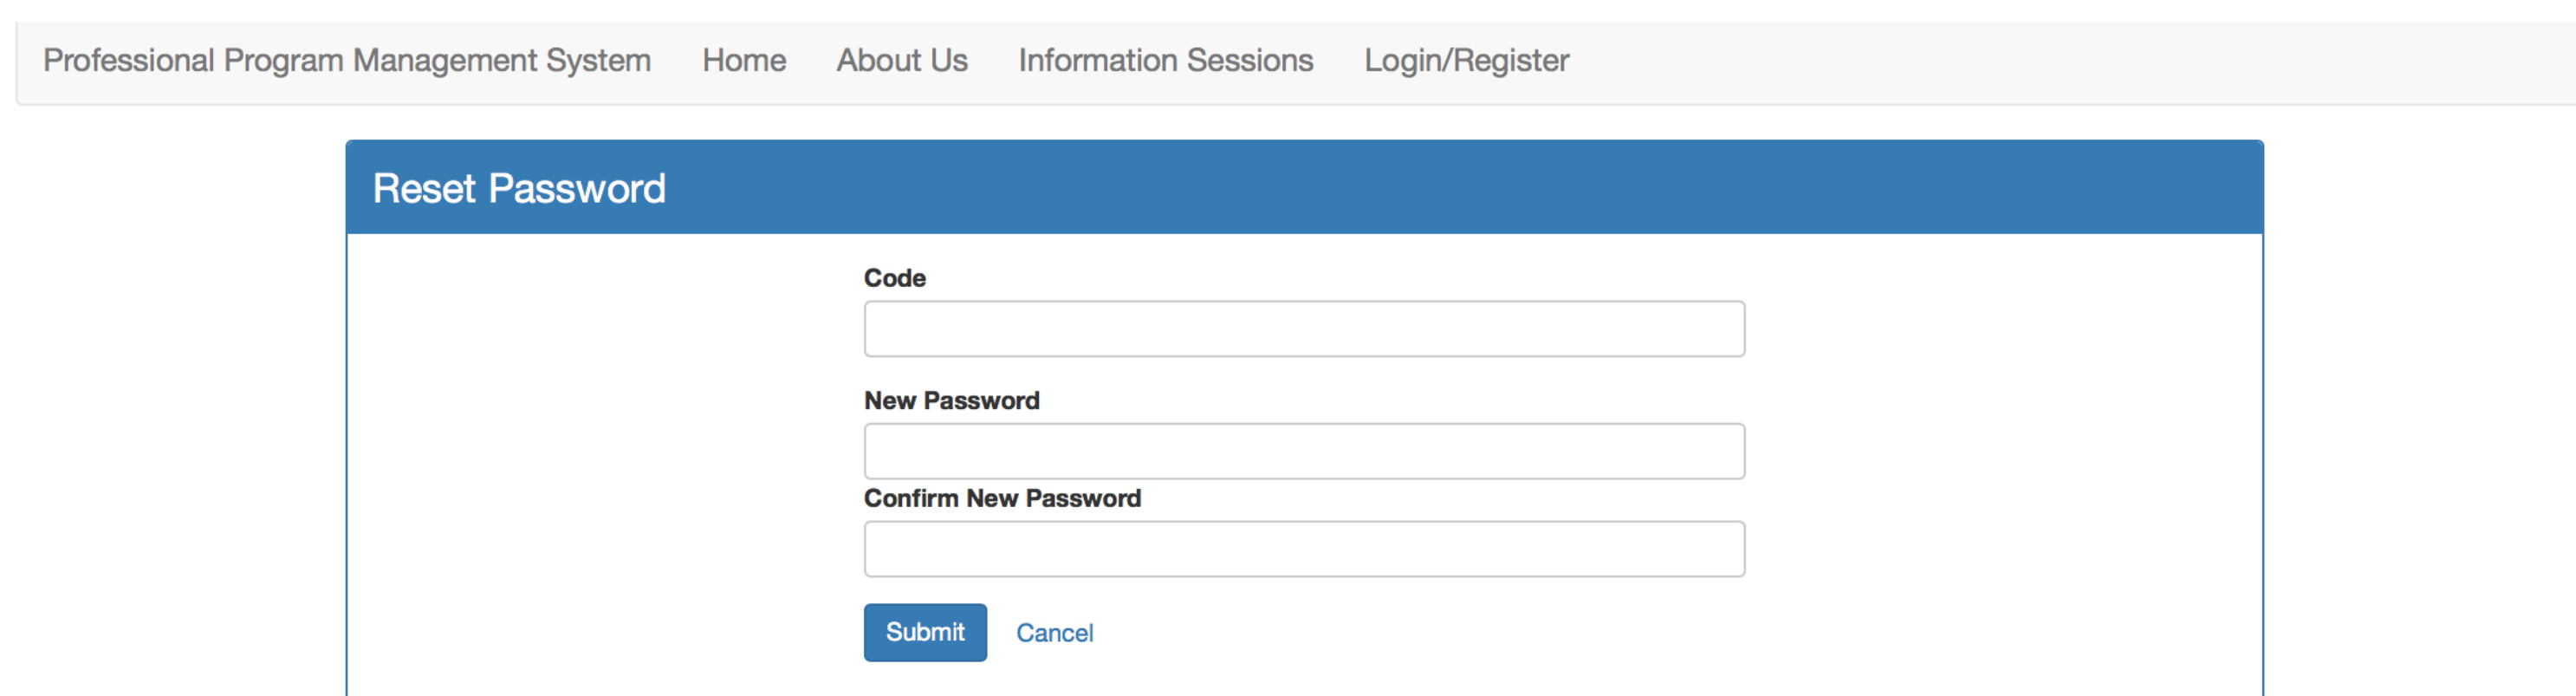 Professional Program Management System Home About Us Information Sessions Login/Register
Reset Password
Code
New Password
Confirm New Password
Submit Cancel